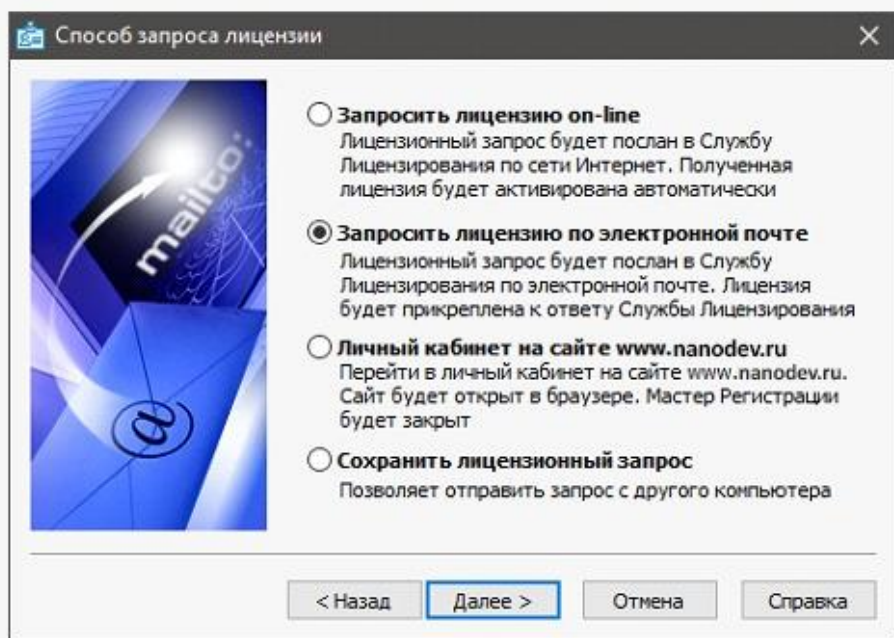 Способ запроса лицензии
mailto:
@
Запросить лицензию on-line
Лицензионный запрос будет послан в Службу
Лицензирования по сети Интернет. Полученная
лицензия будет активирована автоматически
Запросить лицензию по электронной почте
Лицензионный запрос будет послан в Службу
Лицензирования по электронной почте. Лицензия
будет прикреплена к ответу Службы Лицензирования
Личный кабинет на сайте www.nanodev.ru
Перейти в личный кабинет на сайте www.nanodev.ru.
Сайт будет открыт в браузере. Мастер Регистрации
будет закрыт
Сохранить лицензионный запрос
Позволяет отправить запрос с другого компьютера
< Назад
Далее >
Отмена
Справка